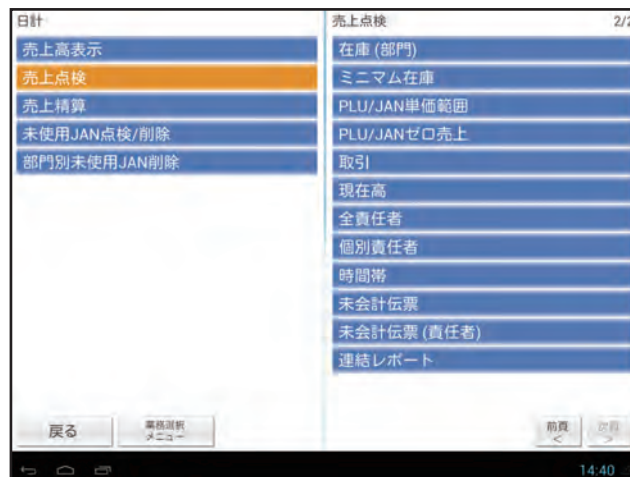 日計
売上高表示
売上点検
売上精算
未使用JAN点検/削除
部門別未使用JAN削除
戻る
業務選択
メニュー
売上点検 2/2
在庫 (部門)
ミニマム在庫
PLU/JAN単価範囲
PLU/JANゼロ売上
取引
現在高
全責任者
個別責任者
時間帯
未会計伝票
未会計伝票 (責任者)
連結レポート
前頁
<
次頁
>
14:40